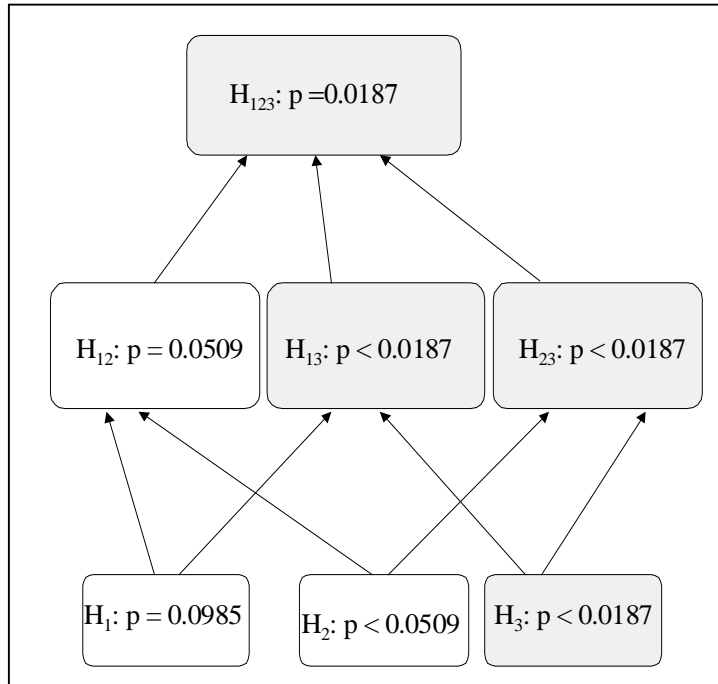 H₁₂₃: p =0.0187
H₁₂: p = 0.0509
H₁₃: p < 0.0187
H₂₃: p < 0.0187
H₁: p = 0.0985
H₂: p < 0.0509
H₃: p < 0.0187